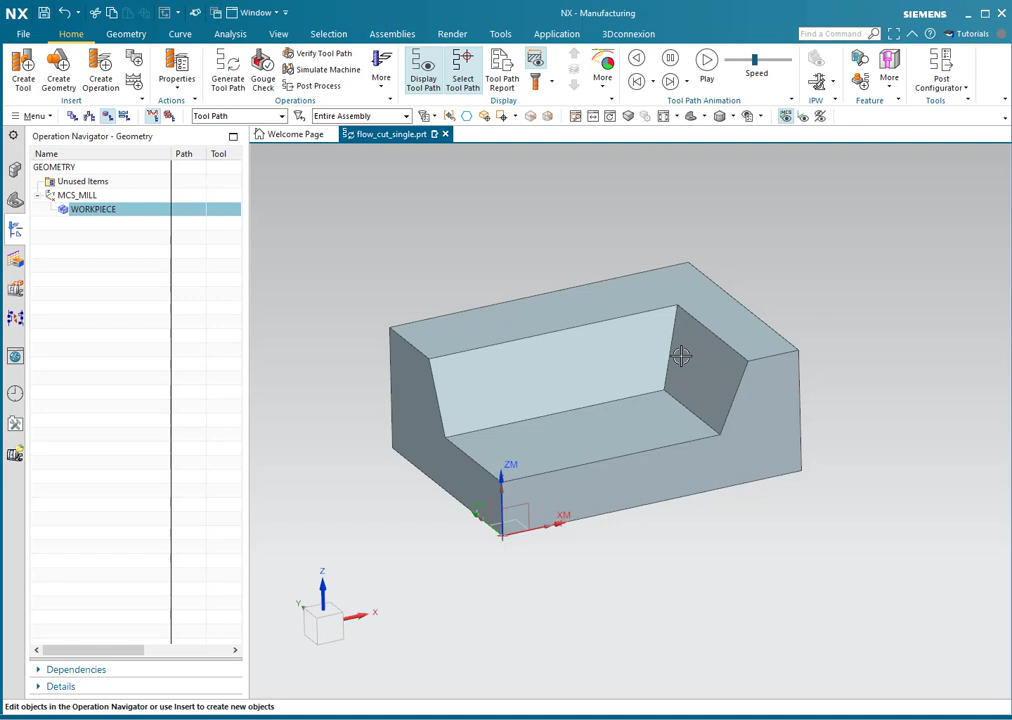 NX Window NX - Manufacturing SIEMENS
File Home Geometry Curve Analysis View Selection Assemblies Render Tools Application 3Dconnexion Find a Command Tutorials
Create Tool Create Geometry Create Operation Properties Generate Tool Path Gouge Check Verify Tool Path Simulate Machine Post Process More Display Tool Path Select Tool Path Tool Path Report More Play Speed More Post Configurator
Insert Actions Operations Display Tool Path Animation IPW Feature Tools
Menu Tool Path Entire Assembly
Operation Navigator - Geometry Welcome Page flow_cut_single.prt
Name Path Tool
GEOMETRY
Unused Items
MCS_MILL
WORKPIECE
ZM
XM
Z
Y
X
Dependencies
Details
Edit objects in the Operation Navigator or use Insert to create new objects